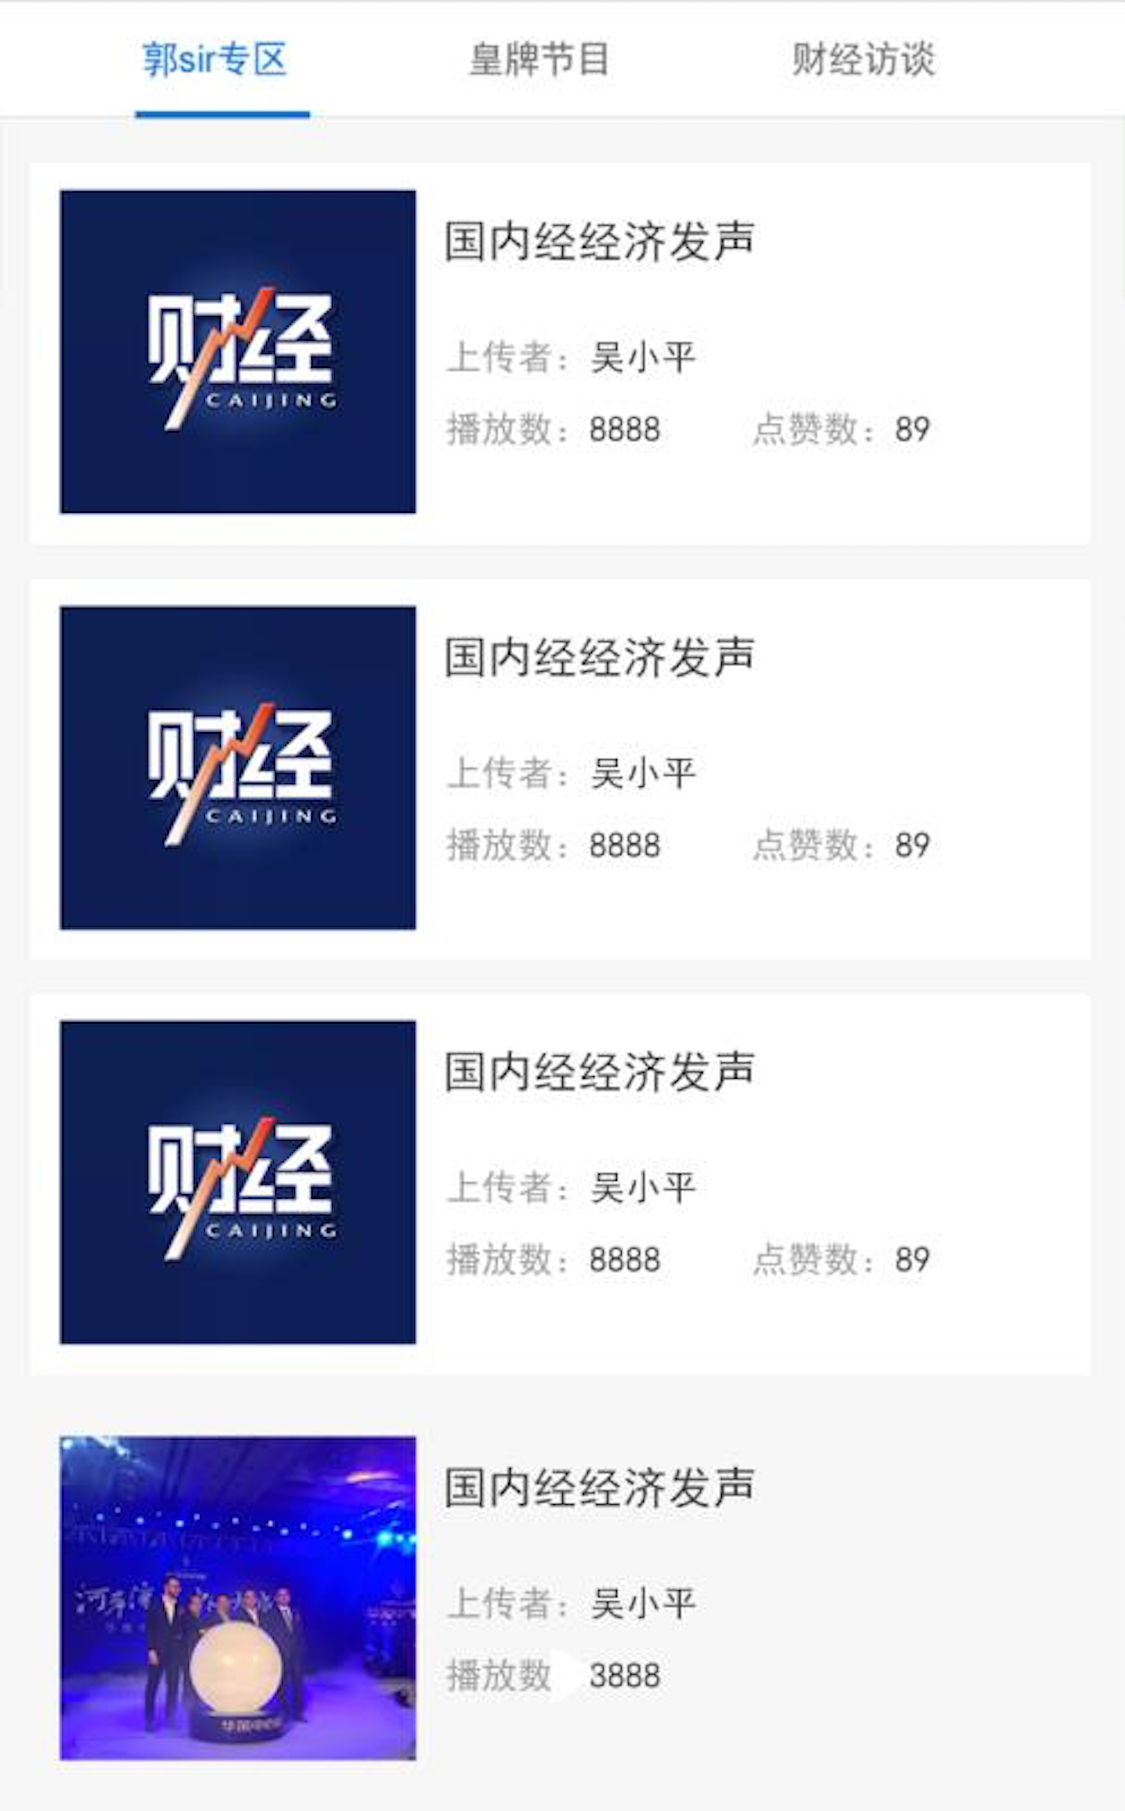 郭sir专区 皇牌节目 财经访谈
国内经经济发声
财经
CAIJING
上传者：吴小平
播放数：8888 点赞数：89
国内经经济发声
财经
CAIJING
上传者：吴小平
播放数：8888 点赞数：89
国内经经济发声
财经
CAIJING
上传者：吴小平
播放数：8888 点赞数：89
国内经经济发声
上传者：吴小平
播放数 3888